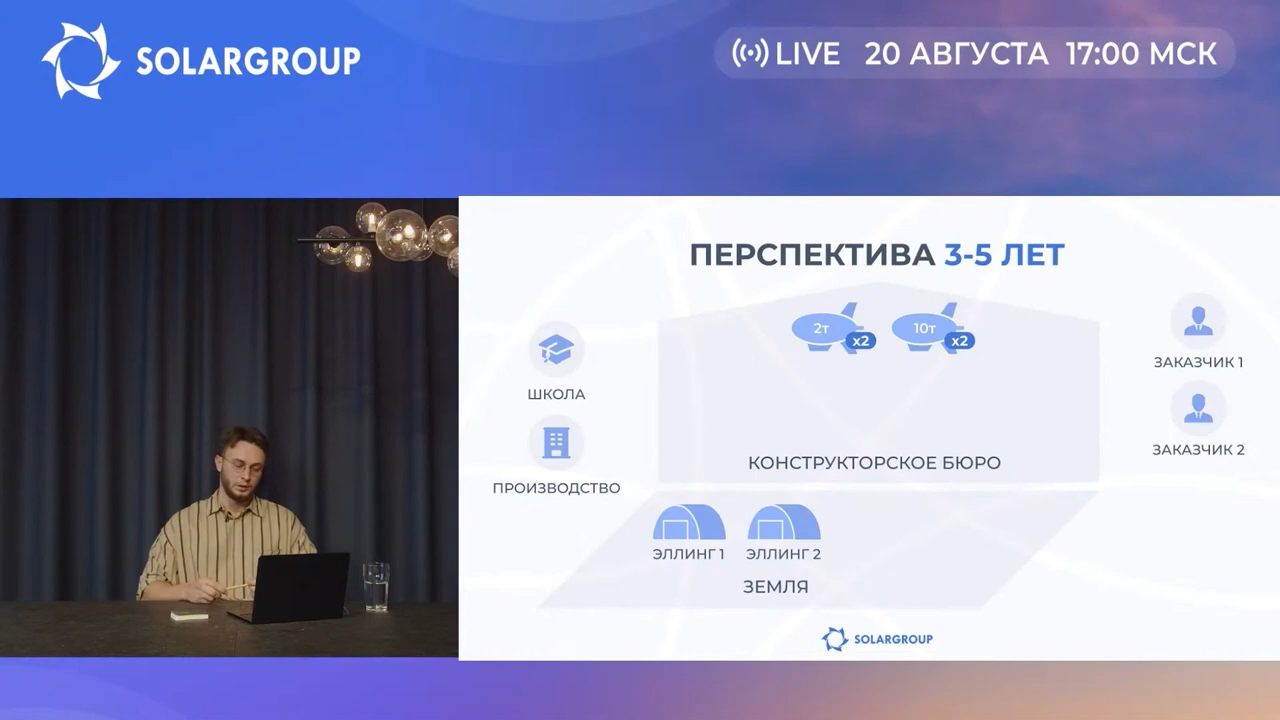 SOLARGROUP
LIVE 20 АВГУСТА 17:00 МСК
ПЕРСПЕКТИВА 3-5 ЛЕТ
2т
x2
10т
x2
ШКОЛА
ПРОИЗВОДСТВО
ЗАКАЗЧИК 1
ЗАКАЗЧИК 2
КОНСТРУКТОРСКОЕ БЮРО
ЭЛЛИНГ 1
ЭЛЛИНГ 2
ЗЕМЛЯ
SOLARGROUP